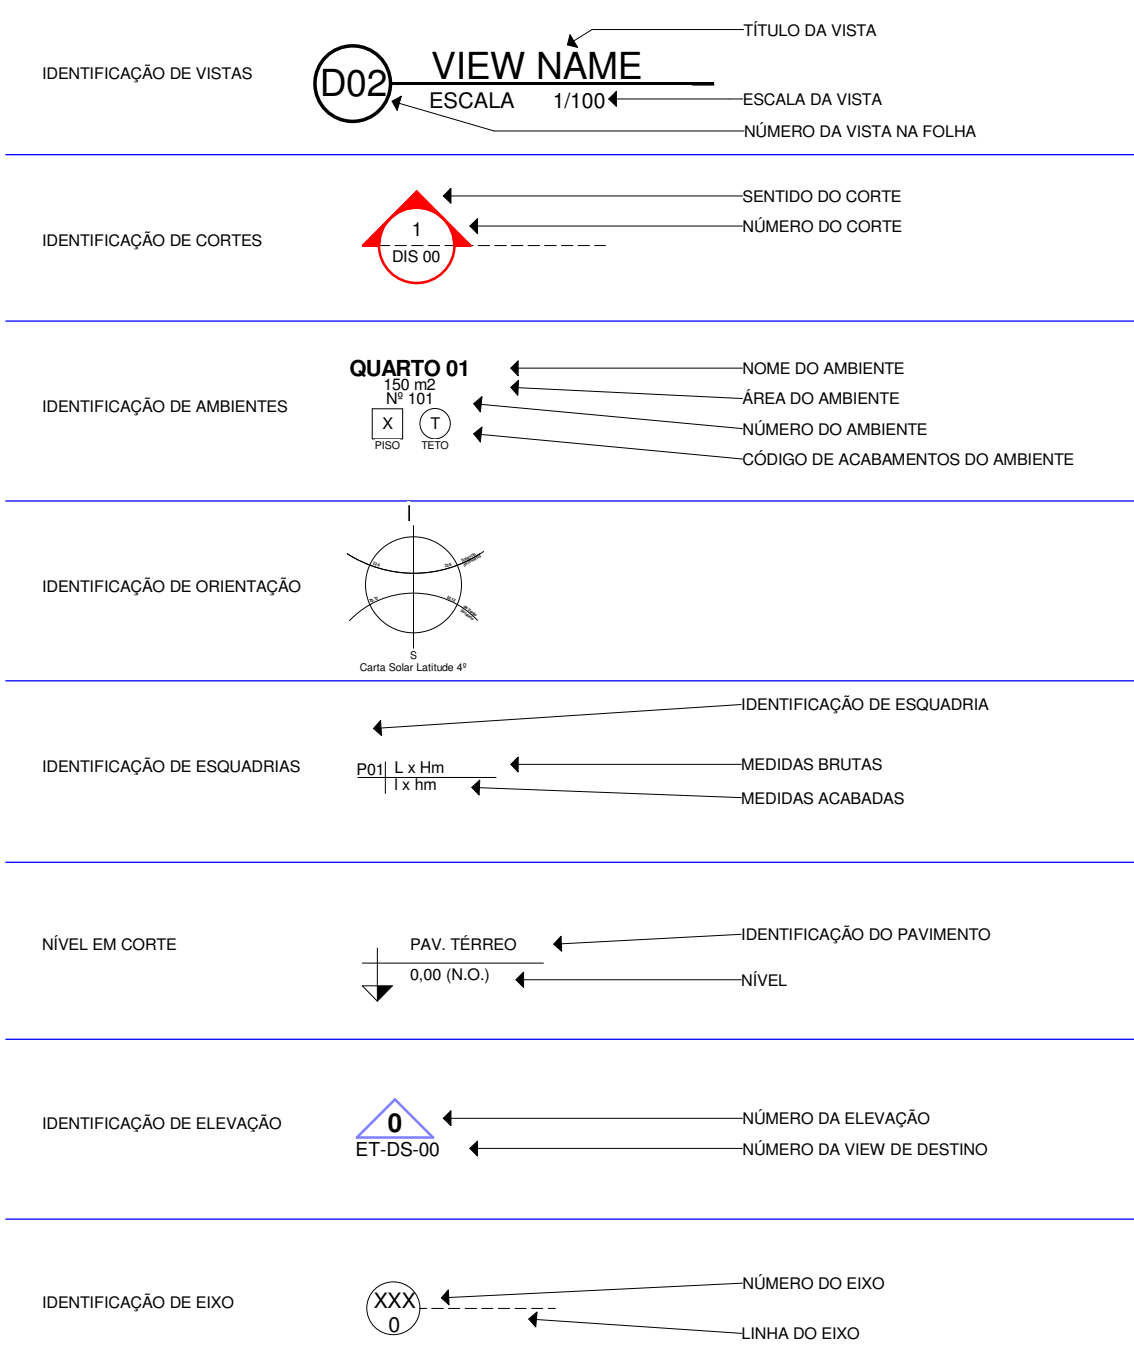 TÍTULO DA VISTA
IDENTIFICAÇÃO DE VISTAS
D02
VIEW NAME
ESCALA 1/100
ESCALA DA VISTA
NÚMERO DA VISTA NA FOLHA
SENTIDO DO CORTE
NÚMERO DO CORTE
IDENTIFICAÇÃO DE CORTES
1
DIS 00
QUARTO 01
150 m2
Nº 101
X
T
PISO
TETO
IDENTIFICAÇÃO DE AMBIENTES
NOME DO AMBIENTE
ÁREA DO AMBIENTE
NÚMERO DO AMBIENTE
CÓDIGO DE ACABAMENTOS DO AMBIENTE
IDENTIFICAÇÃO DE ORIENTAÇÃO
S
Carta Solar Latitude 4º
IDENTIFICAÇÃO DE ESQUADRIA
IDENTIFICAÇÃO DE ESQUADRIAS
P01 L x Hm
l x hm
MEDIDAS BRUTAS
MEDIDAS ACABADAS
NÍVEL EM CORTE
PAV. TÉRREO
0,00 (N.O.)
IDENTIFICAÇÃO DO PAVIMENTO
NÍVEL
IDENTIFICAÇÃO DE ELEVAÇÃO
0
ET-DS-00
NÚMERO DA ELEVAÇÃO
NÚMERO DA VIEW DE DESTINO
IDENTIFICAÇÃO DE EIXO
XXX
0
NÚMERO DO EIXO
LINHA DO EIXO